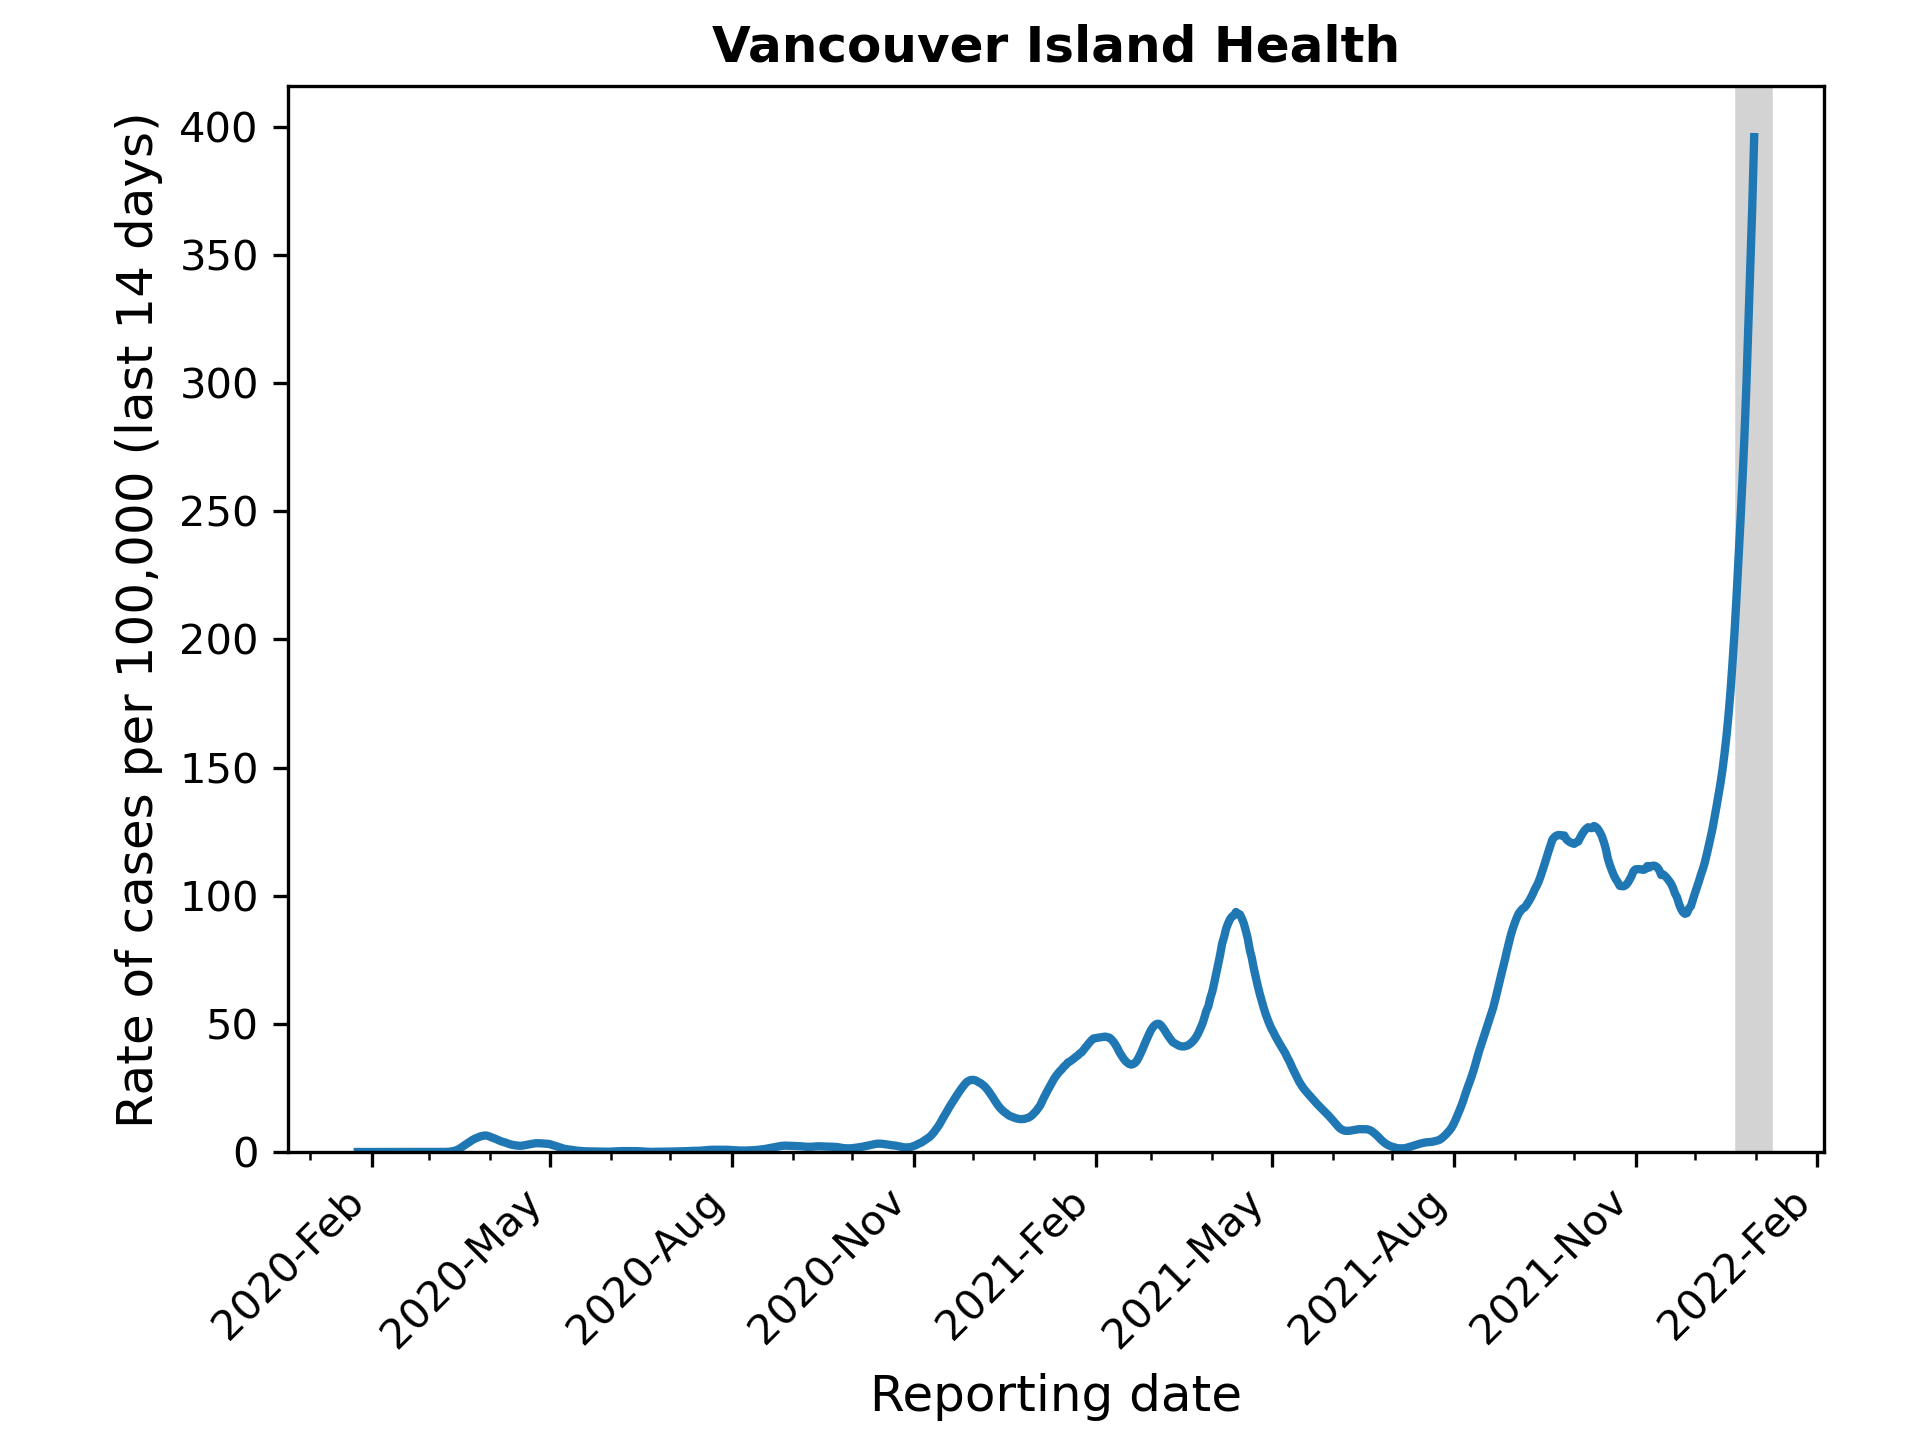 Vancouver Island Health
Rate of cases per 100,000 (last 14 days)
400
350
300
250
200
150
100
50
0
2020-Feb
2020-May
2020-Aug
2020-Nov
2021-Feb
2021-May
2021-Aug
2021-Nov
2022-Feb
Reporting date